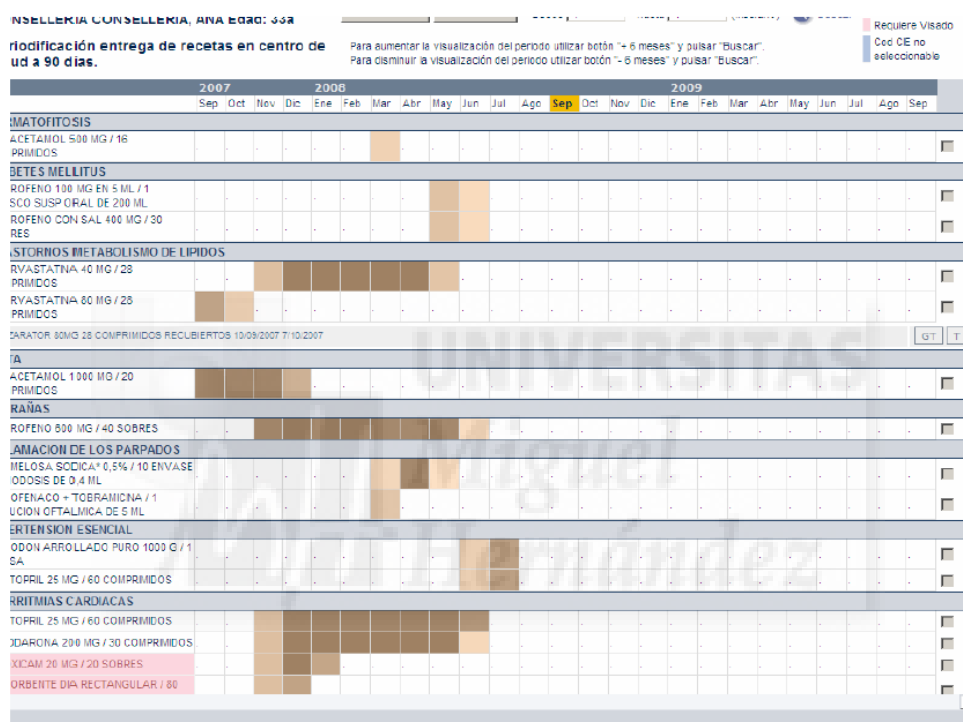 NSELLERIA CONSELLERIA, ANA Edad: 33a
riodificación entrega de recetas en centro de
ud a 90 días.
Para aumentar la visualización del periodo utilizar botón "+ 6 meses" y pulsar "Buscar".
Para disminuir la visualización del periodo utilizar botón "- 6 meses" y pulsar "Buscar".
Requiere Visado
Cod CE no
seleccionable
2007 2008 2009
Sep Oct Nov Dic Ene Feb Mar Abr May Jun Jul Ago Sep Oct Nov Dic Ene Feb Mar Abr May Jun Jul Ago Sep
MATOFITOSIS
ACETAMOL 500 MG / 16
PRIMIDOS
BETES MELLITUS
ROFENO 100 MG EN 5 ML / 1
SCO SUSP ORAL DE 200 ML
ROFENO CON SAL 400 MG / 30
RES
ASTORNOS METABOLISMO DE LIPIDOS
RVASTATINA 40 MG / 28
PRIMIDOS
RVASTATINA 80 MG / 28
PRIMIDOS
ZARATOR 80MG 28 COMPRIMIDOS RECUBIERTOS 10/09/2007 7/10/2007
GT T
TA
ACETAMOL 1000 MG / 20
PRIMIDOS
RAÑAS
ROFENO 600 MG / 40 SOBRES
LAMACION DE LOS PARPADOS
MELOSA SODICA* 0,5% / 10 ENVASE
ODOSIS DE 0,4 ML
OFENACO + TOBRAMICINA / 1
UCION OFTALMICA DE 5 ML
ERTENSION ESENCIAL
ODON ARROLLADO PURO 1000 G / 1
SA
TOPRIL 25 MG / 60 COMPRIMIDOS
RRITMIAS CARDIACAS
TOPRIL 25 MG / 60 COMPRIMIDOS
ODARONA 200 MG / 30 COMPRIMIDOS
XICAM 20 MG / 20 SOBRES
ORBENTE DIA RECTANGULAR / 80
UNIVERSITAS
Miguel
Hernández